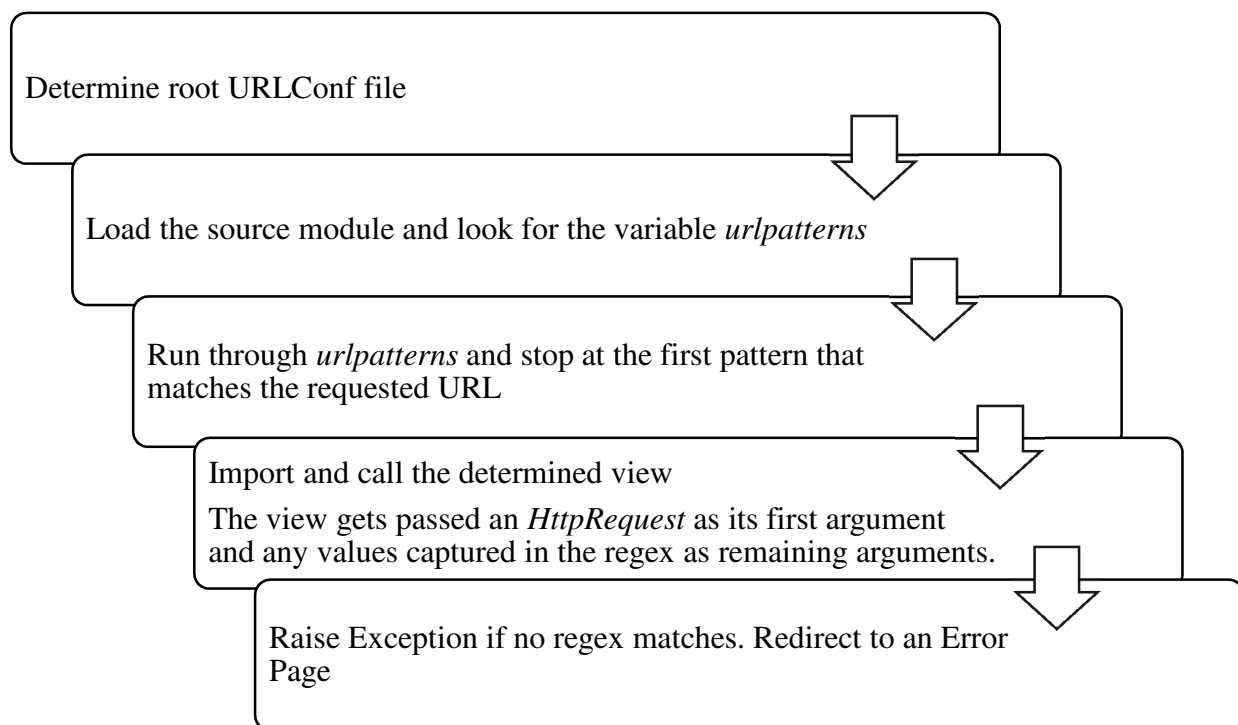 Determine root URLConf file
Load the source module and look for the variable urlpatterns
Run through urlpatterns and stop at the first pattern that
matches the requested URL
Import and call the determined view
The view gets passed an HttpRequest as its first argument
and any values captured in the regex as remaining arguments.
Raise Exception if no regex matches. Redirect to an Error
Page